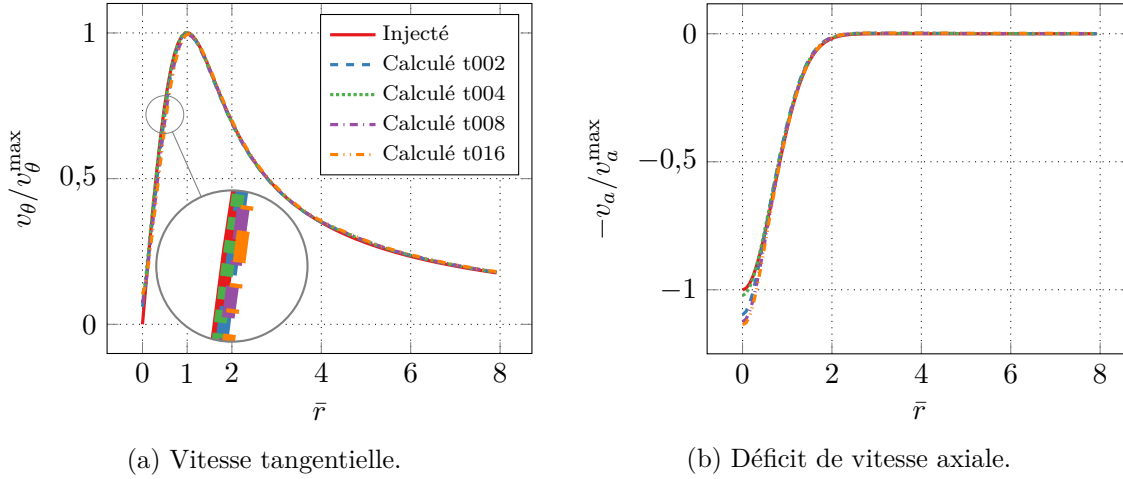 1
0,5
0
0 1 2 4 6 8
r̄
v_θ/v_θ^max
Injecté
Calculé t002
Calculé t004
Calculé t008
Calculé t016
(a) Vitesse tangentielle.
0
−0,5
−1
0 2 4 6 8
r̄
−v_a/v_a^max
(b) Déficit de vitesse axiale.